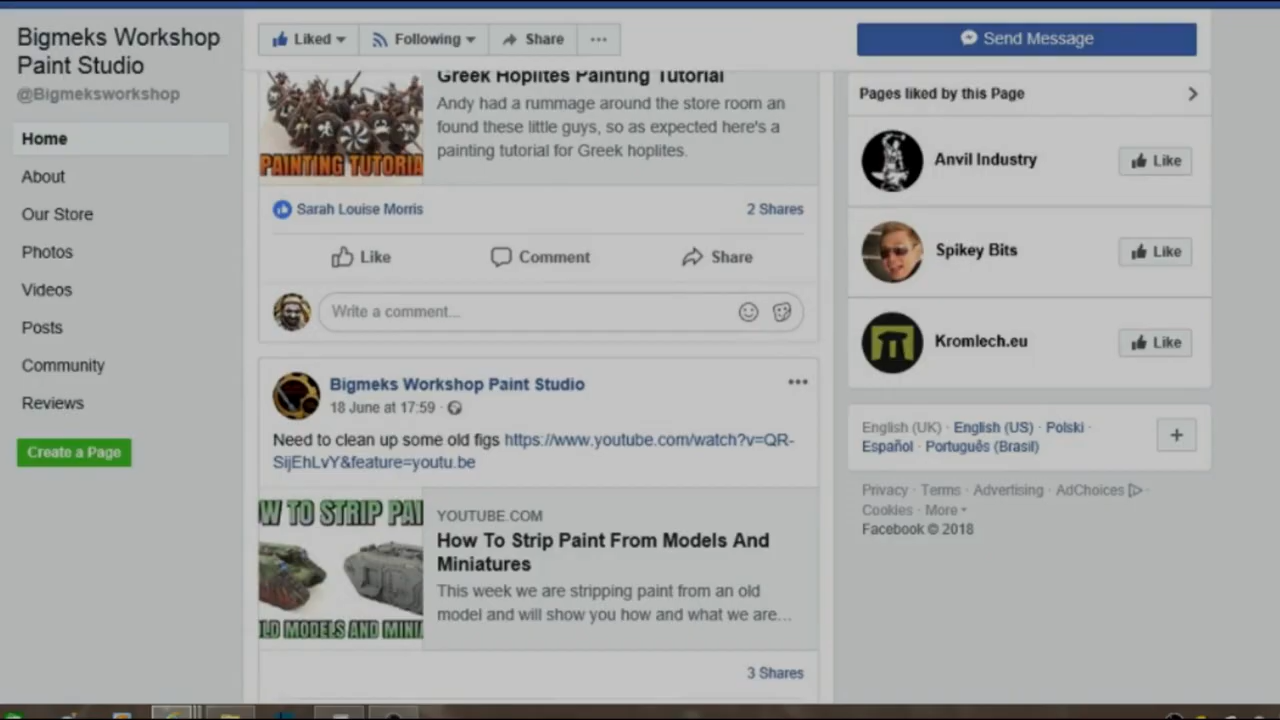 Bigmeks Workshop
Paint Studio
@Bigmeksworkshop
Home
About
Our Store
Photos
Videos
Posts
Community
Reviews
Create a Page
Liked
Following
Share
Greek Hoplites Painting Tutorial
Andy had a rummage around the store room an
found these little guys, so as expected here's a
painting tutorial for Greek hoplites.
PAINTING TUTORIA
Sarah Louise Morris
2 Shares
Like
Comment
Share
Write a comment...
Bigmeks Workshop Paint Studio
18 June at 17:59 ·
Need to clean up some old figs https://www.youtube.com/watch?v=QR-
SijEhLvY&feature=youtu.be
W TO STRIP PAI
LD MODELS AND MINI
YOUTUBE.COM
How To Strip Paint From Models And
Miniatures
This week we are stripping paint from an old
model and will show you how and what we are...
3 Shares
Send Message
Pages liked by this Page
Anvil Industry
Like
Spikey Bits
Like
Kromlech.eu
Like
English (UK) · English (US) · Polski ·
Español · Português (Brasil)
Privacy · Terms · Advertising · AdChoices ·
Cookies · More
Facebook © 2018